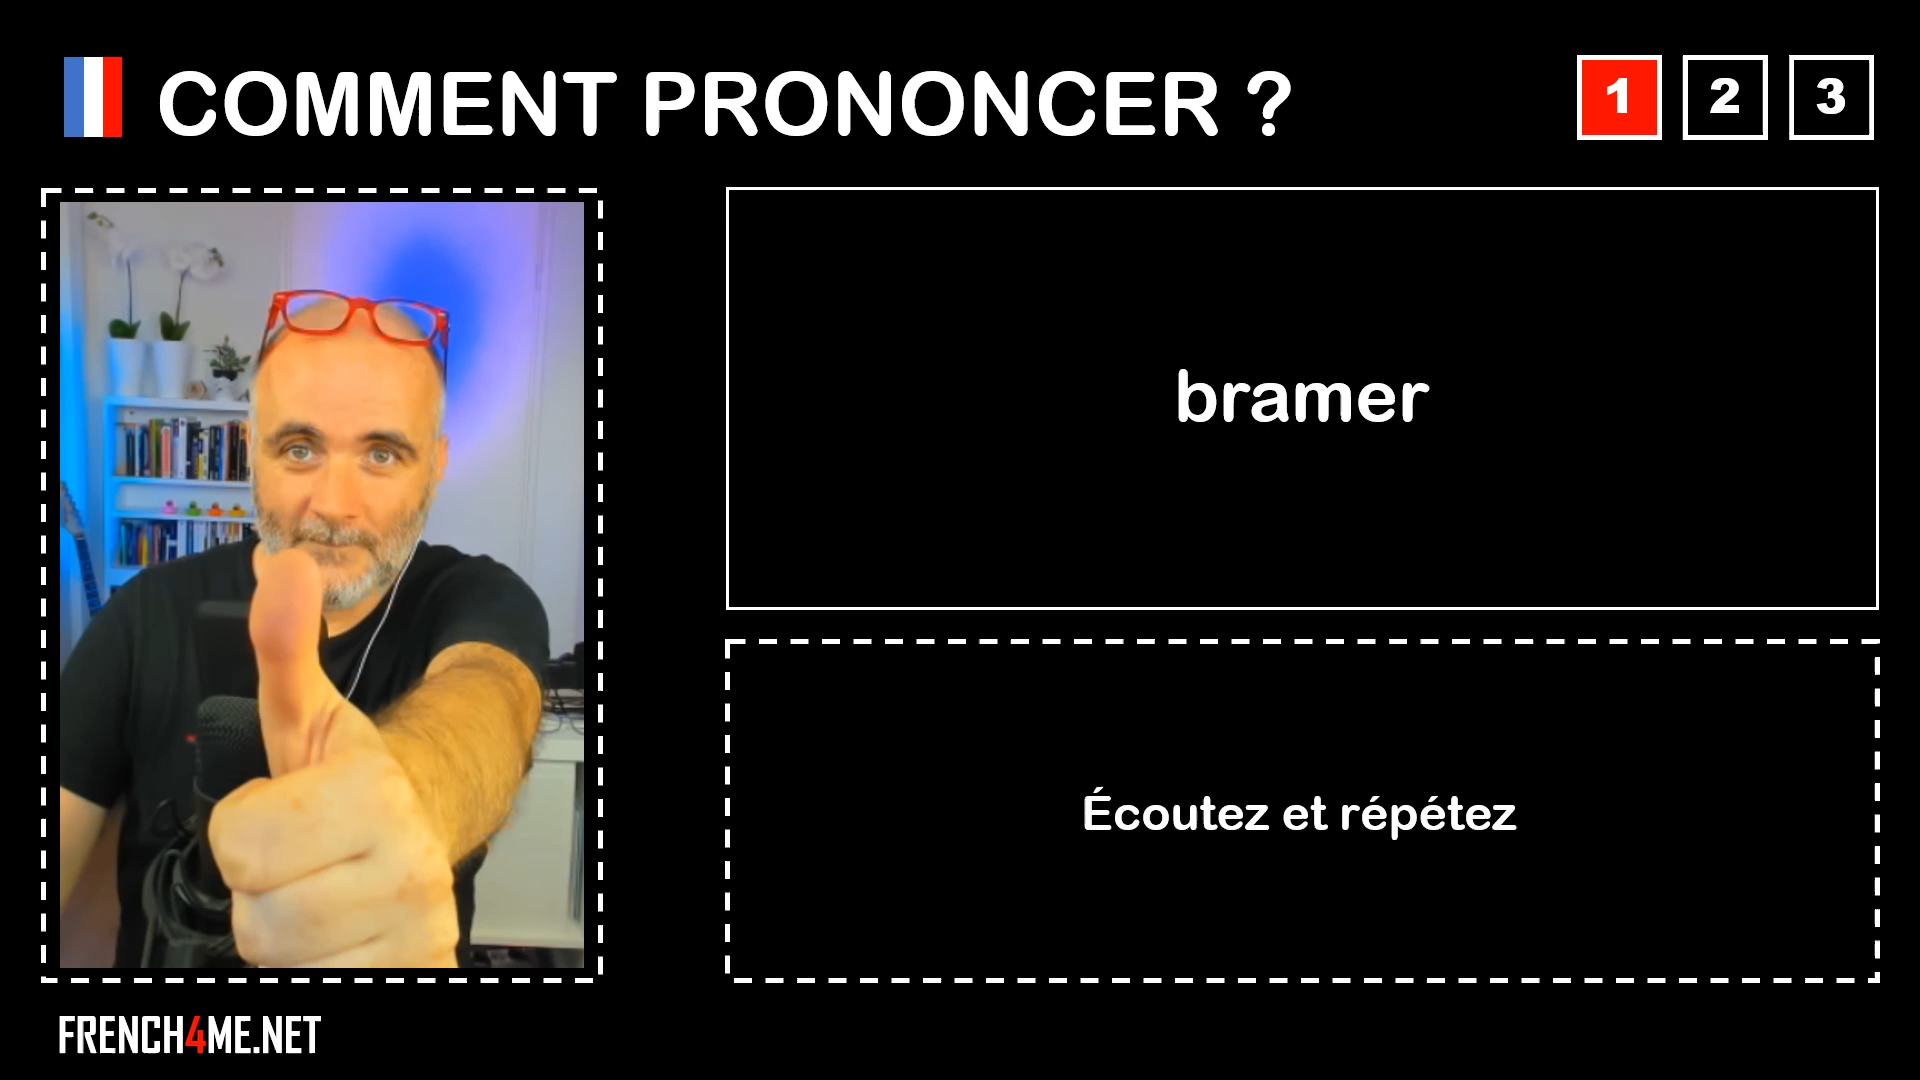 COMMENT PRONONCER ?
1 2 3
bramer
Écoutez et répétez
FRENCH4ME.NET